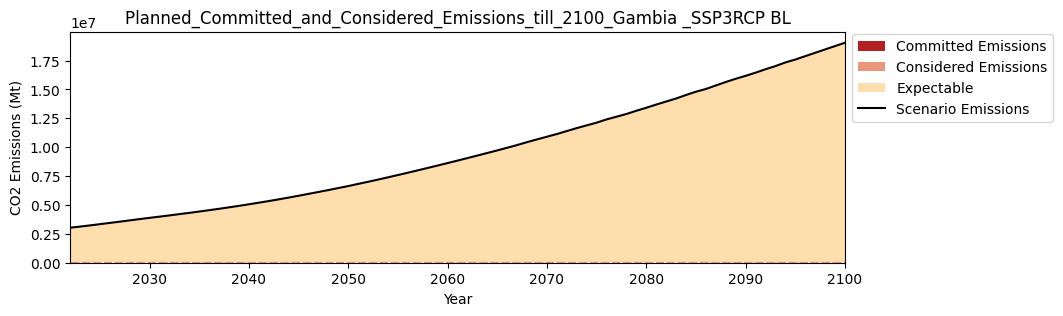 Planned_Committed_and_Considered_Emissions_till_2100_Gambia _SSP3RCP BL
1e7
CO2 Emissions (Mt)
1.75
1.50
1.25
1.00
0.75
0.50
0.25
0.00
2030 2040 2050 2060 2070 2080 2090 2100
Year
Committed Emissions
Considered Emissions
Expectable
Scenario Emissions